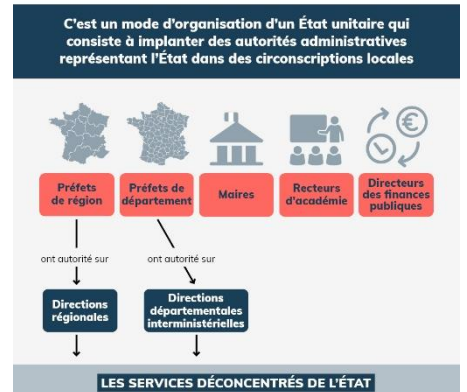 C'est un mode d'organisation d'un État unitaire qui
consiste à implanter des autorités administratives
représentant l'État dans des circonscriptions locales
Préfets
de région
Préfets de
département
Maires
Recteurs
d'académie
Directeurs
des finances
publiques
€
ont autorité sur
ont autorité sur
Directions
régionales
Directions
départementales
interministérielles
LES SERVICES DÉCONCENTRÉS DE L'ÉTAT